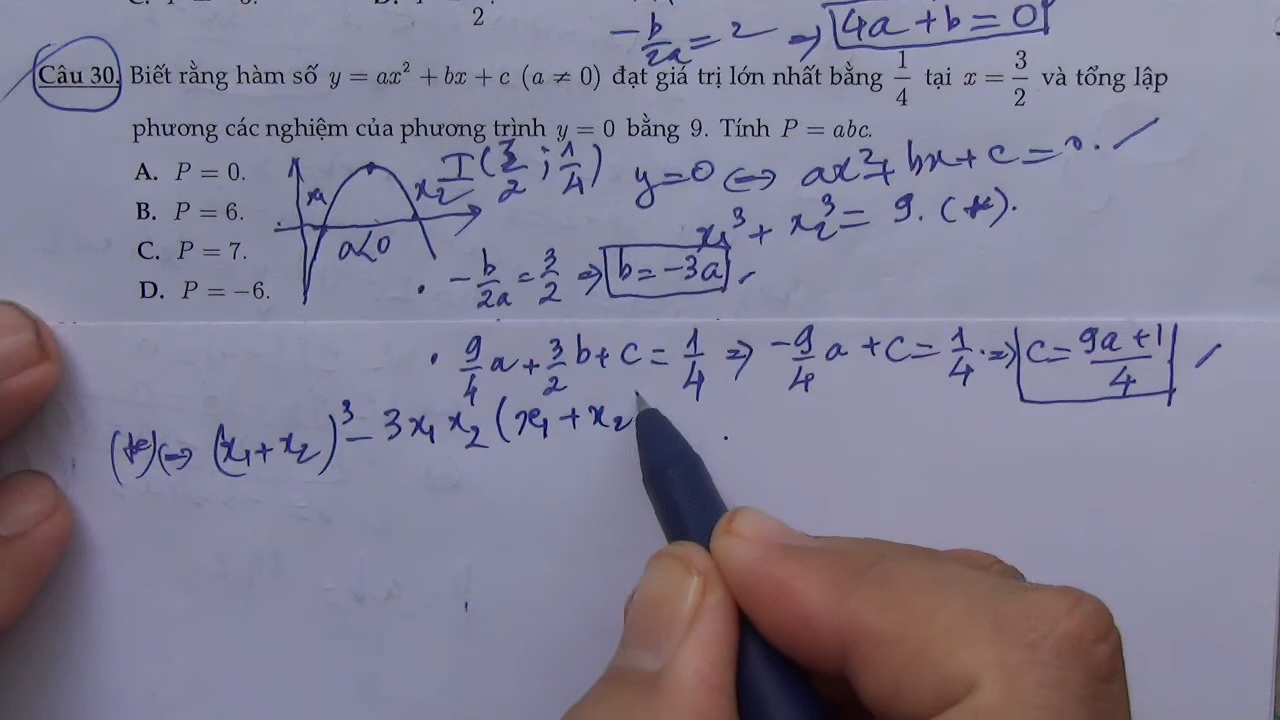 2
-b/2a = 2 ⇒ 4a + b = 0
Câu 30. Biết rằng hàm số y = ax² + bx + c (a ≠ 0) đạt giá trị lớn nhất bằng 1/4 tại x = 3/2 và tổng lập
phương các nghiệm của phương trình y = 0 bằng 9. Tính P = abc.
A. P = 0.
B. P = 6.
C. P = 7.
D. P = −6.
x₁ x₂
a<0
I(3/2 ; 1/4)
y=0 ⇔ ax² + bx + c = 0.
x₁³ + x₂³ = 9. (*).
-b/2a = 3/2 ⇒ b = -3a
9/4 a + 3/2 b + c = 1/4 ⇒ -9/4 a + c = 1/4 ⇒ c = 9a+1/4
(*) ⇔ (x₁ + x₂)³ − 3x₁x₂(x₁ + x₂